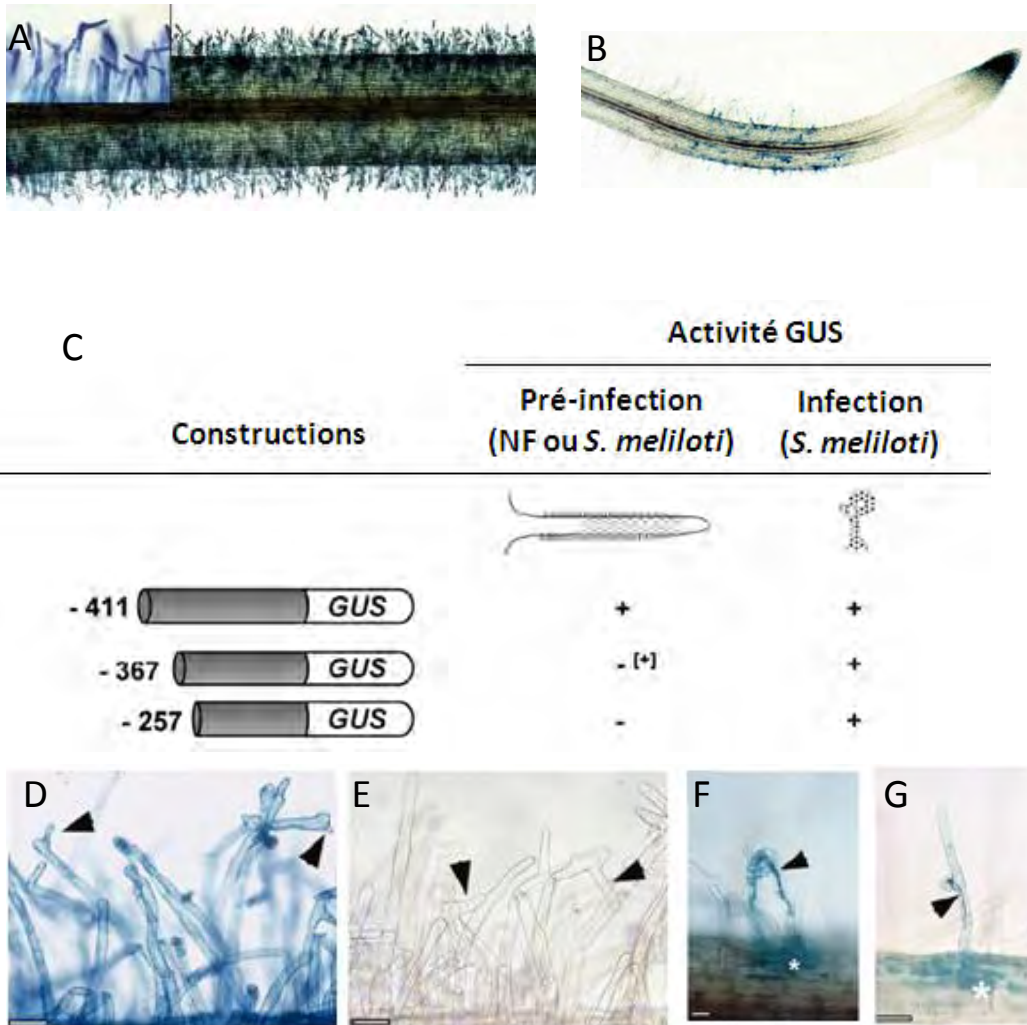 A
B
C
Activité GUS
Constructions
Pré-infection
(NF ou S. meliloti)
Infection
(S. meliloti)
- 411 GUS + +
- 367 GUS - [+] +
- 257 GUS - +
D
E
F
G
*
*